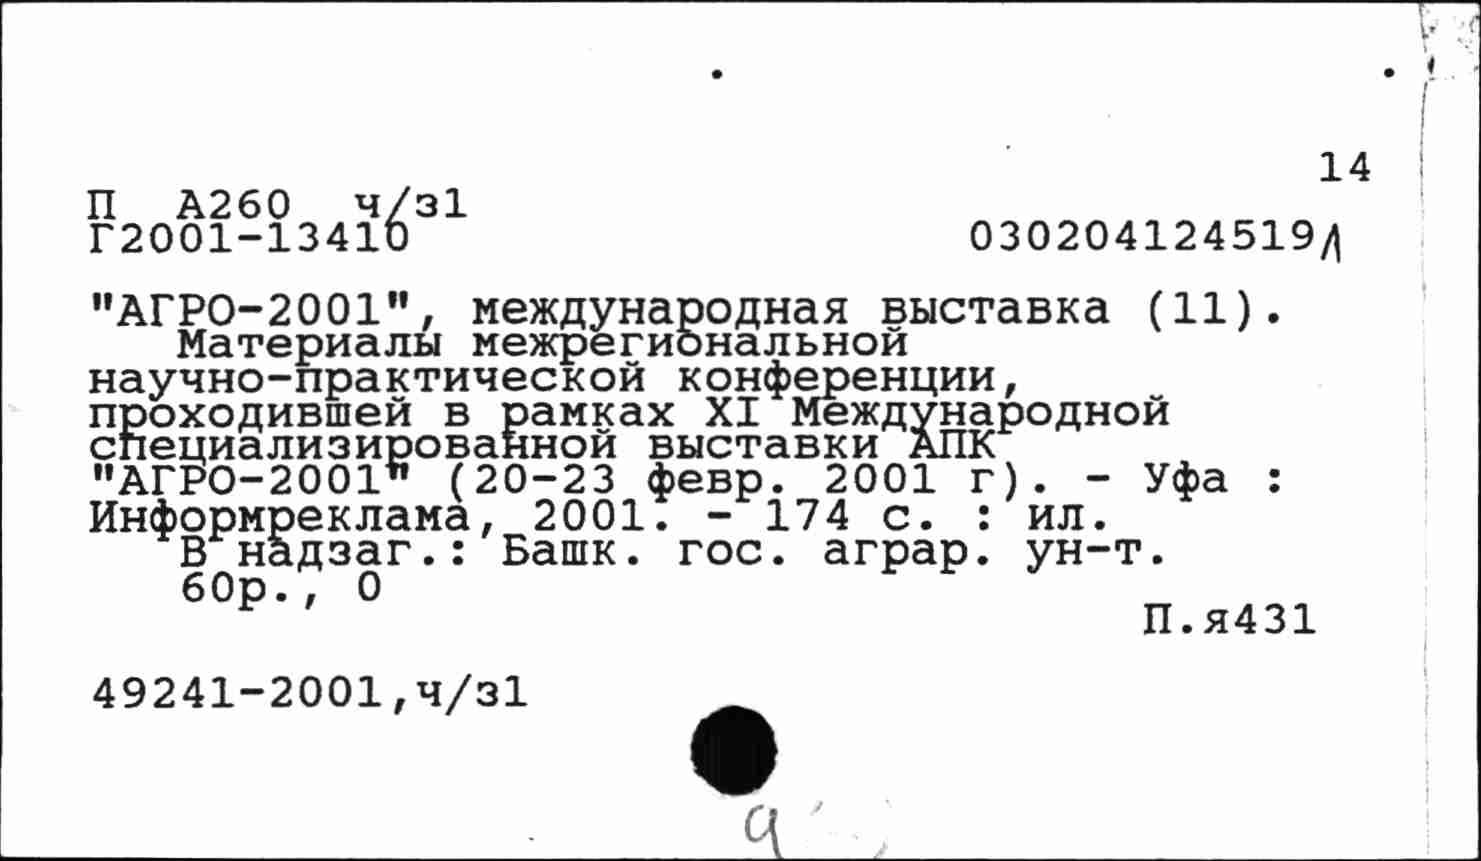 14
П  А260  ч/з1
Г2001-13410
030204124519Л
"АГРО-2001", международная выставка (11).
Материалы межрегиональной
научно-практической конференции,
проходившей в рамках XI Международной
специализированной выставки АПК
"АГРО-2001" (20-23 февр. 2001 г). - Уфа :
Информреклама, 2001. - 174 с. : ил.
В надзаг.: Башк. гос. аграр. ун-т.
60р., 0
П.я431
49241-2001,ч/з1